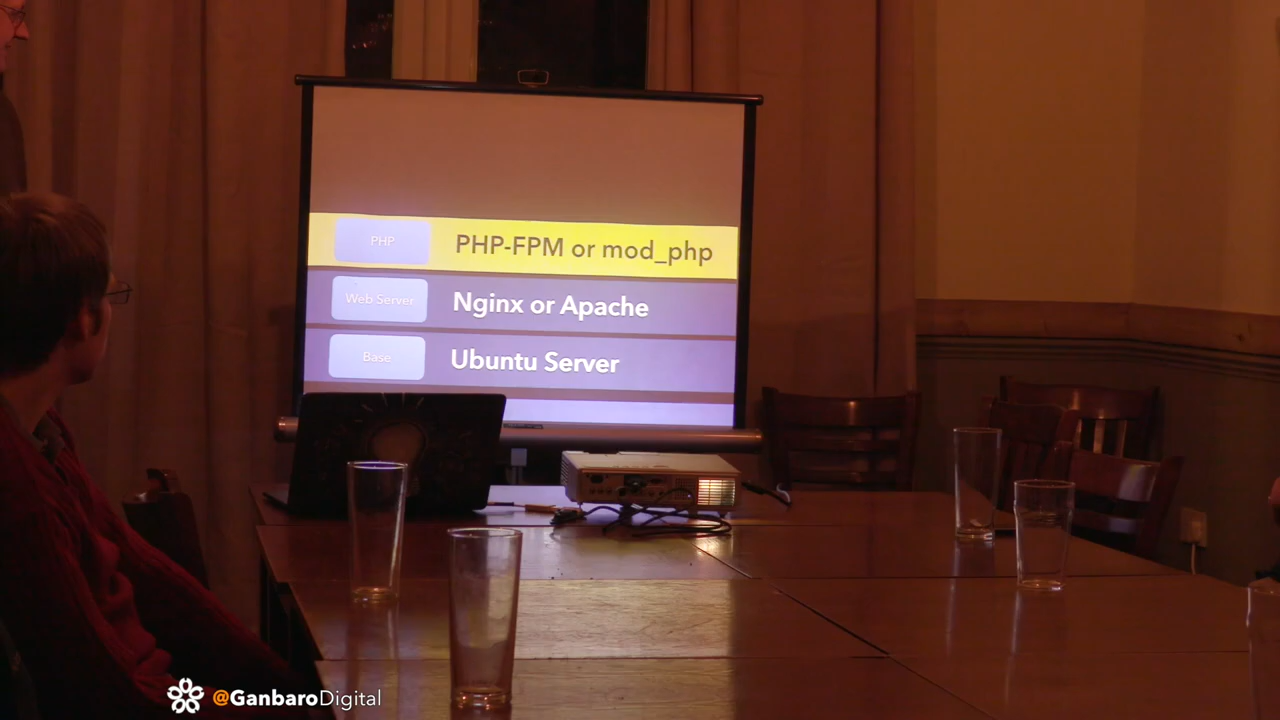 PHP PHP-FPM or mod_php
Web Server Nginx or Apache
Base Ubuntu Server
@GanbaroDigital